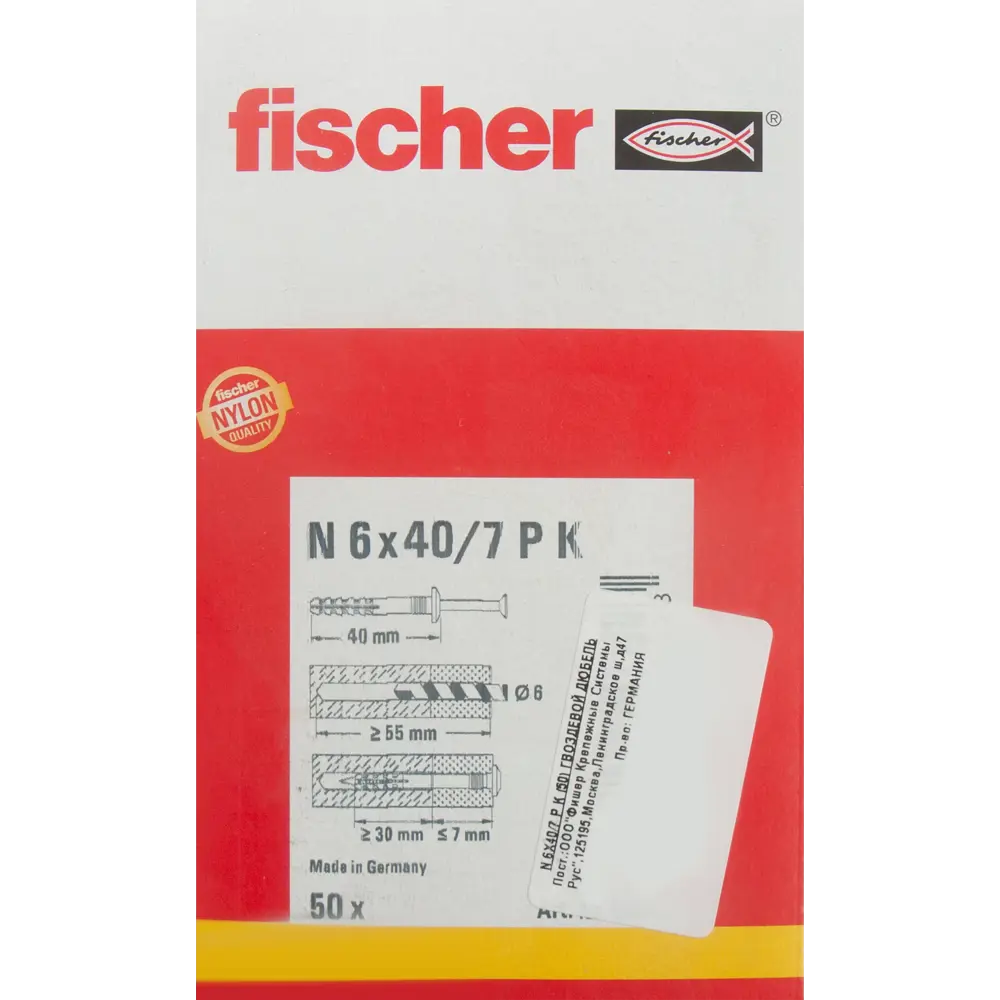 fischer
fischer ®
fischer
NYLON
QUALITY
N 6x40/7 P K
40 mm
Ø 6
≥ 55 mm
≥ 30 mm ≤ 7 mm
Made in Germany
50 x
3
N 6X40/7 P K (50) ГВОЗДЕВОЙ ДЮБЕЛЬ
Пост.:ООО"Фишер Крепежные Системы
Рус",125195,Москва,Ленинградское ш,д47
Пр-во: ГЕРМАНИЯ